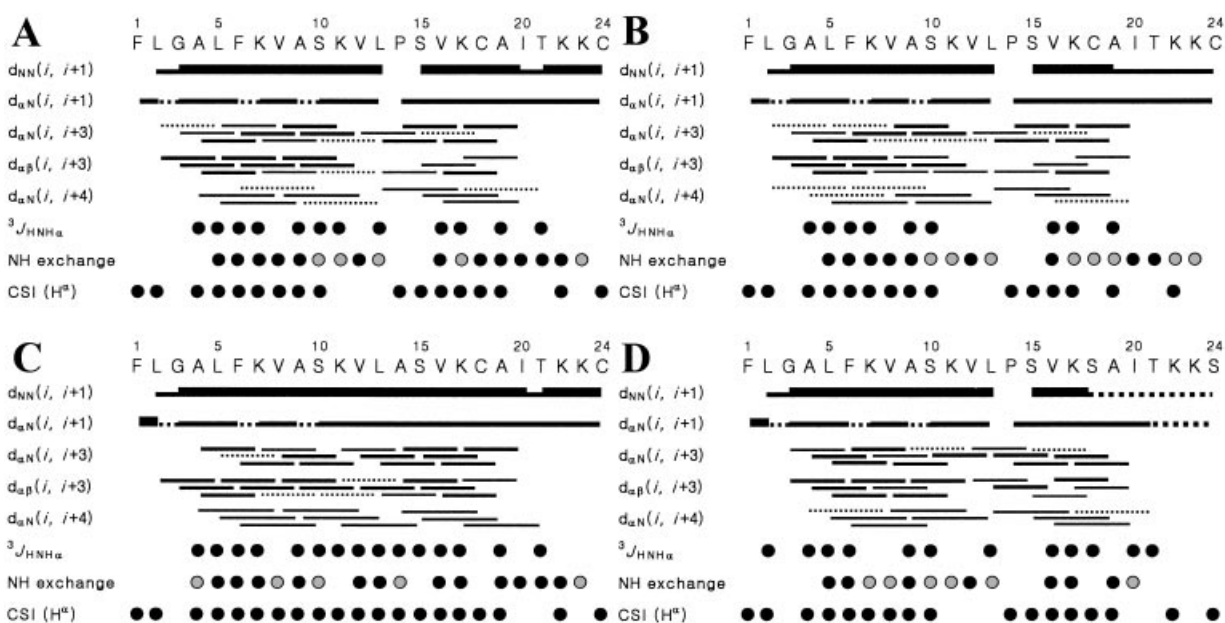 A
1 5 10 15 20 24
F L G A L F K V A S K V L P S V K C A I T K K C
dNN(i, i+1)
dαN(i, i+1)
dαN(i, i+3)
dαβ(i, i+3)
dαN(i, i+4)
³JHNHα
NH exchange
CSI (Hα)
B
1 5 10 15 20 24
F L G A L F K V A S K V L P S V K C A I T K K C
dNN(i, i+1)
dαN(i, i+1)
dαN(i, i+3)
dαβ(i, i+3)
dαN(i, i+4)
³JHNHα
NH exchange
CSI (Hα)
C
1 5 10 15 20 24
F L G A L F K V A S K V L A S V K C A I T K K C
dNN(i, i+1)
dαN(i, i+1)
dαN(i, i+3)
dαβ(i, i+3)
dαN(i, i+4)
³JHNHα
NH exchange
CSI (Hα)
D
1 5 10 15 20 24
F L G A L F K V A S K V L P S V K S A I T K K S
dNN(i, i+1)
dαN(i, i+1)
dαN(i, i+3)
dαβ(i, i+3)
dαN(i, i+4)
³JHNHα
NH exchange
CSI (Hα)